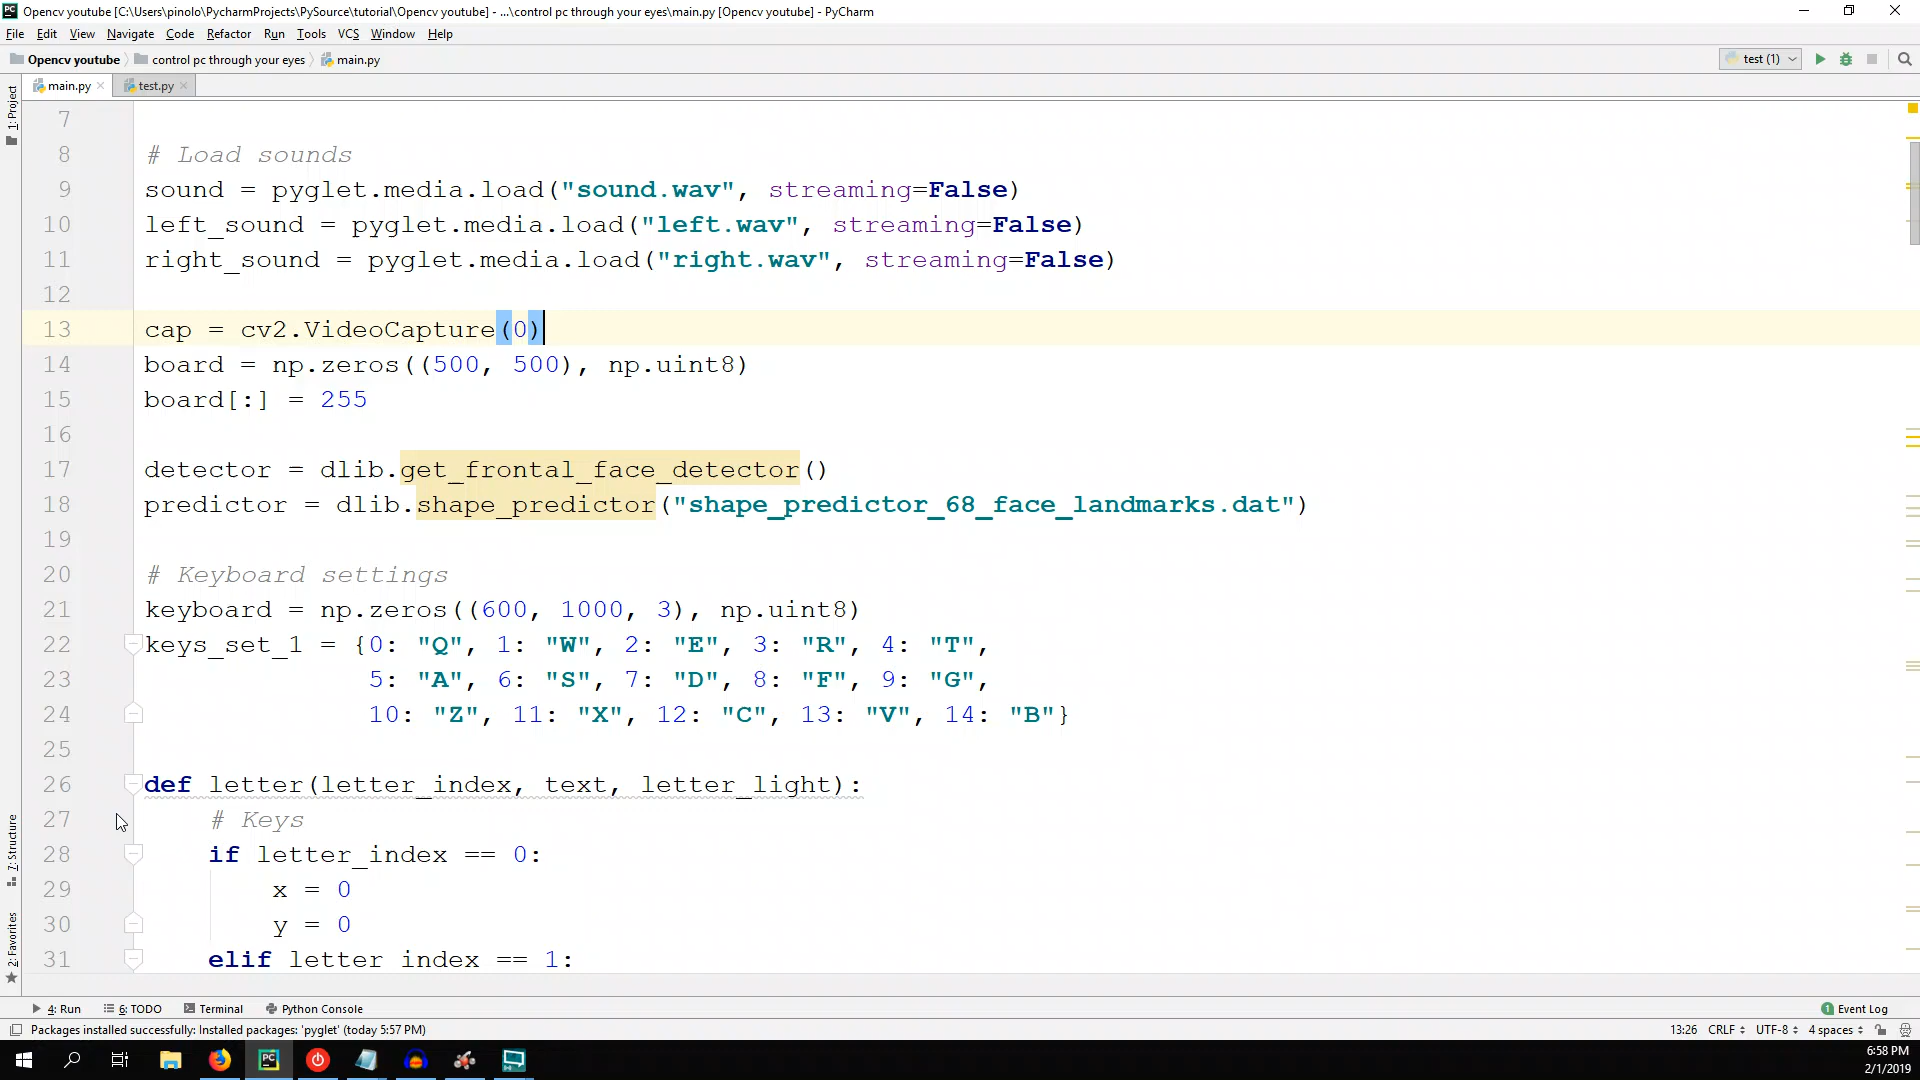 Opencv youtube [C:\Users\pinolo\PycharmProjects\PySource\tutorial\Opencv youtube] - ...\control pc through your eyes\main.py [Opencv youtube] - PyCharm
File Edit View Navigate Code Refactor Run Tools VCS Window Help
Opencv youtube control pc through your eyes main.py test (1)
main.py test.py
1: Project
7
8 # Load sounds
9 sound = pyglet.media.load("sound.wav", streaming=False)
10 left_sound = pyglet.media.load("left.wav", streaming=False)
11 right_sound = pyglet.media.load("right.wav", streaming=False)
12
13 cap = cv2.VideoCapture(0)
14 board = np.zeros((500, 500), np.uint8)
15 board[:] = 255
16
17 detector = dlib.get_frontal_face_detector()
18 predictor = dlib.shape_predictor("shape_predictor_68_face_landmarks.dat")
19
20 # Keyboard settings
21 keyboard = np.zeros((600, 1000, 3), np.uint8)
22 keys_set_1 = {0: "Q", 1: "W", 2: "E", 3: "R", 4: "T",
23 5: "A", 6: "S", 7: "D", 8: "F", 9: "G",
24 10: "Z", 11: "X", 12: "C", 13: "V", 14: "B"}
25
26 def letter(letter_index, text, letter_light):
27 # Keys
28 if letter_index == 0:
29 x = 0
30 y = 0
31 elif letter_index == 1:
7: Structure
2: Favorites
4: Run 6: TODO Terminal Python Console 1 Event Log
Packages installed successfully: Installed packages: 'pyglet' (today 5:57 PM) 13:26 CRLF UTF-8 4 spaces
PC
6:58 PM
2/1/2019